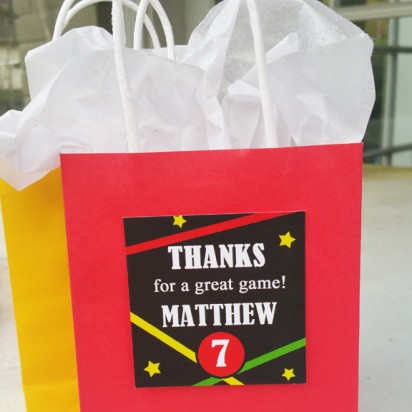 THANKS
for a great game!
MATTHEW
7